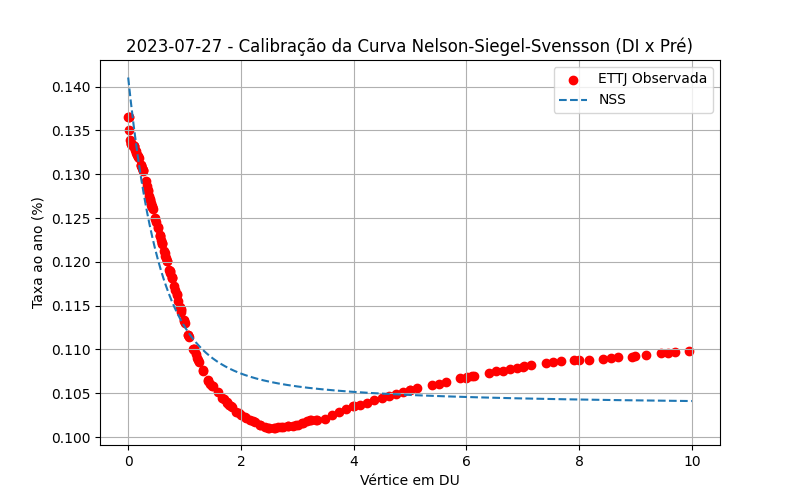 2023-07-27 - Calibração da Curva Nelson-Siegel-Svensson (DI x Pré)
ETTJ Observada
NSS
Taxa ao ano (%)
0.140
0.135
0.130
0.125
0.120
0.115
0.110
0.105
0.100
0 2 4 6 8 10
Vértice em DU